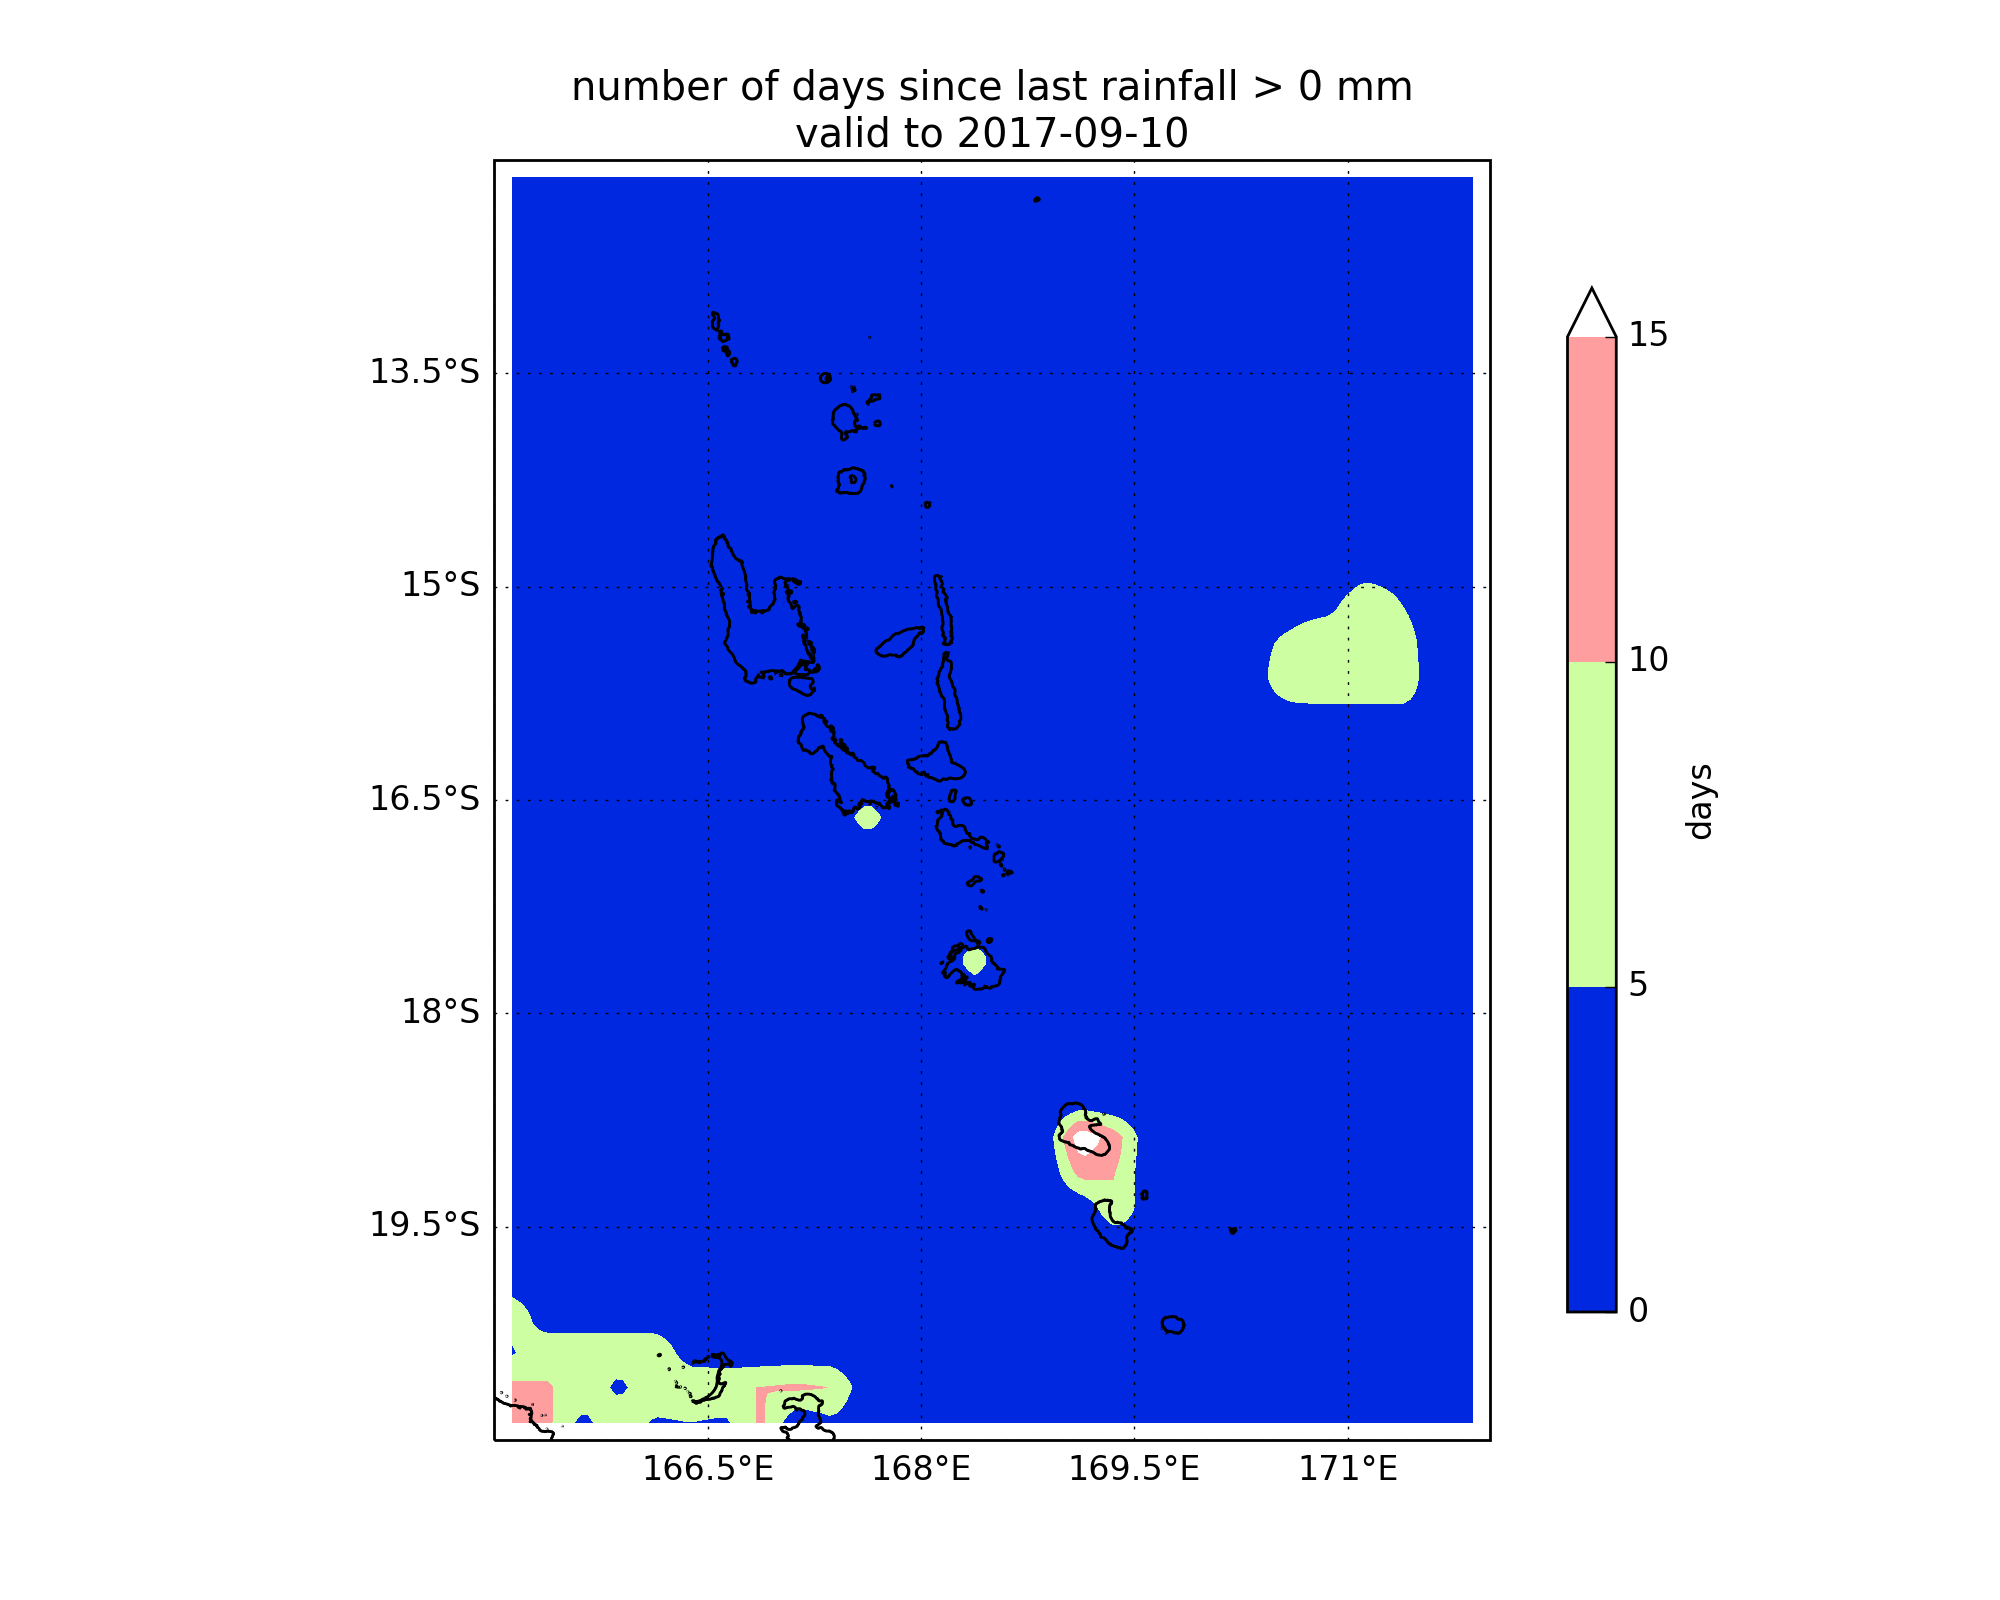 number of days since last rainfall > 0 mm
valid to 2017-09-10
13.5°S
15°S
16.5°S
18°S
19.5°S
166.5°E
168°E
169.5°E
171°E
15
10
5
0
days